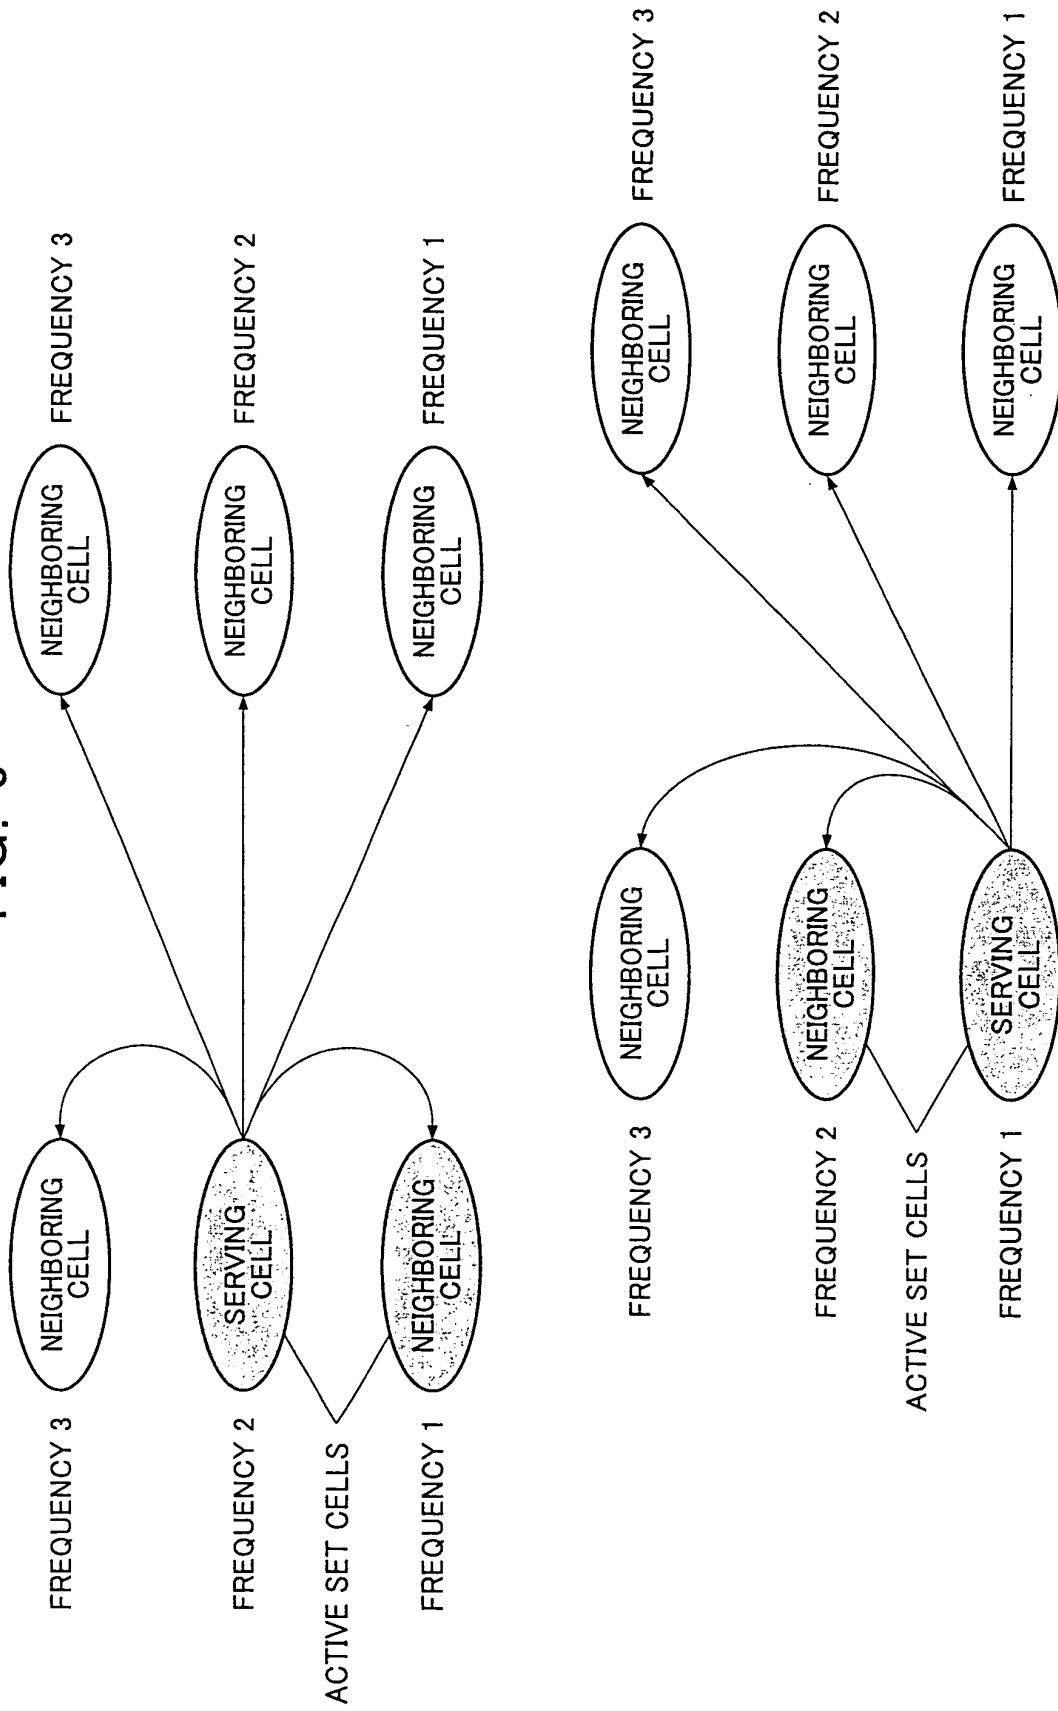 FIG.
FREQUENCY 3
NEIGHBORING
CELL
NEIGHBORING
CELL
FREQUENCY 3
FREQUENCY 2
SERVING
CELL
NEIGHBORING
CELL
FREQUENCY 2
ACTIVE SET CELLS
FREQUENCY 1
NEIGHBORING
CELL
NEIGHBORING
CELL
FREQUENCY 1
FREQUENCY 3
NEIGHBORING
CELL
NEIGHBORING
CELL
FREQUENCY 3
FREQUENCY 2
NEIGHBORING
CELL
NEIGHBORING
CELL
FREQUENCY 2
ACTIVE SET CELLS
FREQUENCY 1
SERVING
CELL
NEIGHBORING
CELL
FREQUENCY 1